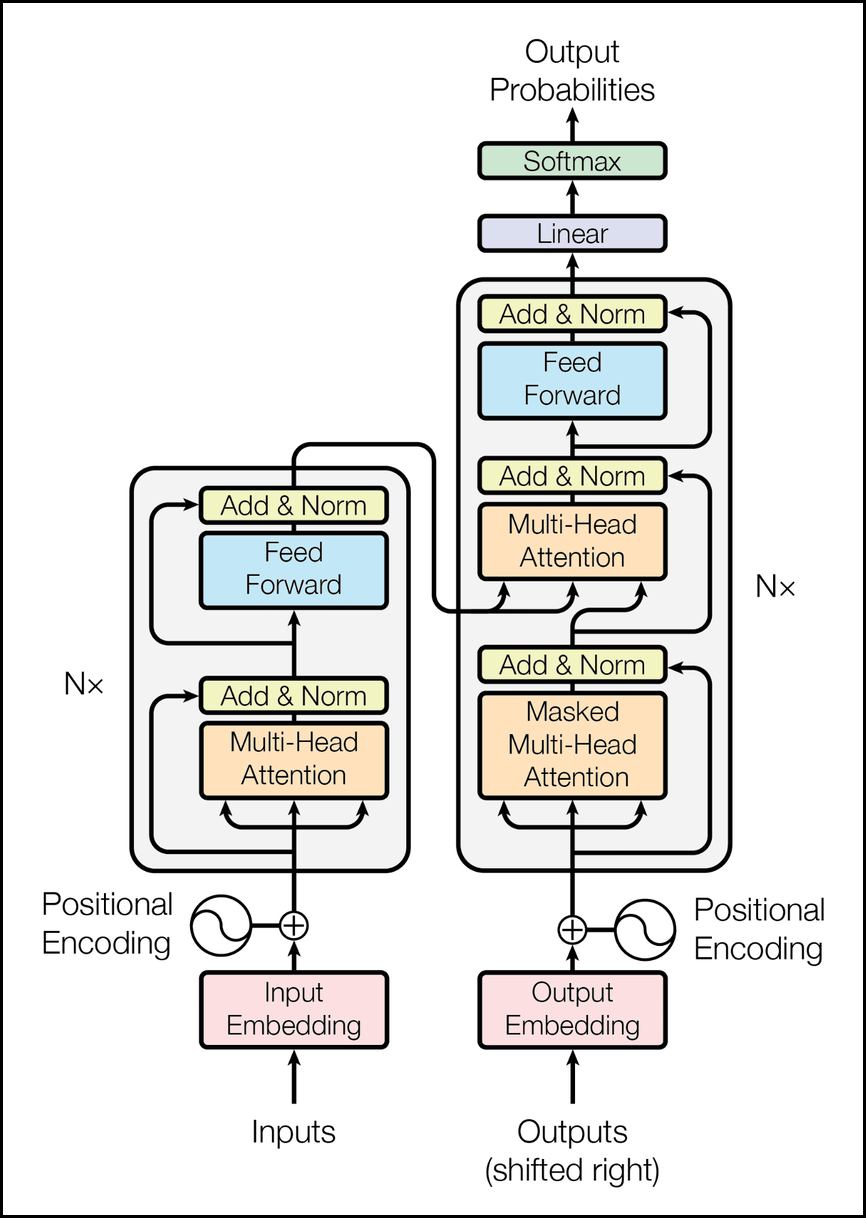 Output
Probabilities
Softmax
Linear
Add & Norm
Feed
Forward
Add & Norm
Multi-Head
Attention
N×
Add & Norm
Masked
Multi-Head
Attention
Add & Norm
Feed
Forward
N×
Add & Norm
Multi-Head
Attention
Positional
Encoding
Positional
Encoding
Input
Embedding
Output
Embedding
Inputs
Outputs
(shifted right)